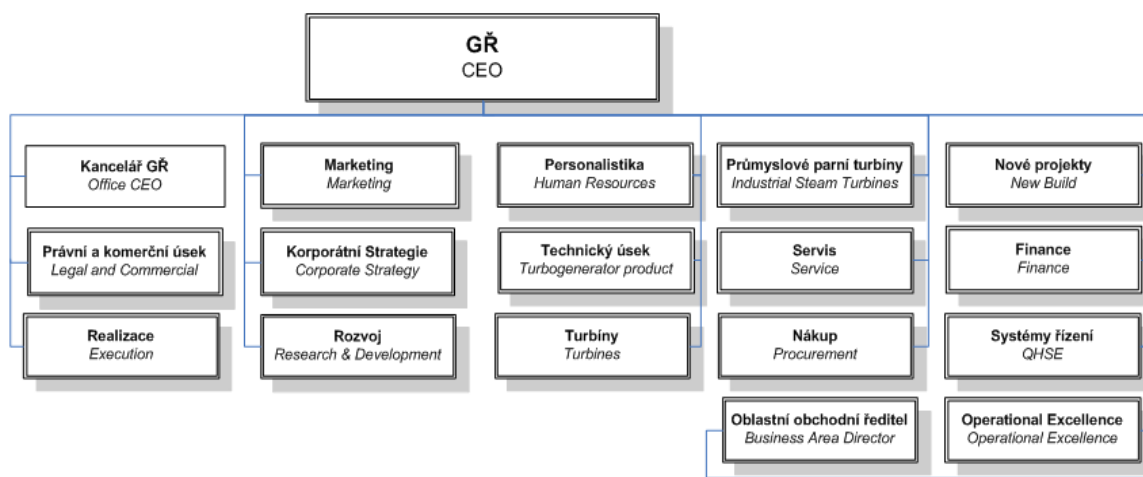 GŘ
CEO
Kancelář GŘ
Office CEO
Marketing
Marketing
Personalistika
Human Resources
Průmyslové parní turbíny
Industrial Steam Turbines
Nové projekty
New Build
Právní a komerční úsek
Legal and Commercial
Korporátní Strategie
Corporate Strategy
Technický úsek
Turbogenerator product
Servis
Service
Finance
Finance
Realizace
Execution
Rozvoj
Research & Development
Turbíny
Turbines
Nákup
Procurement
Systémy řízení
QHSE
Oblastní obchodní ředitel
Business Area Director
Operational Excellence
Operational Excellence